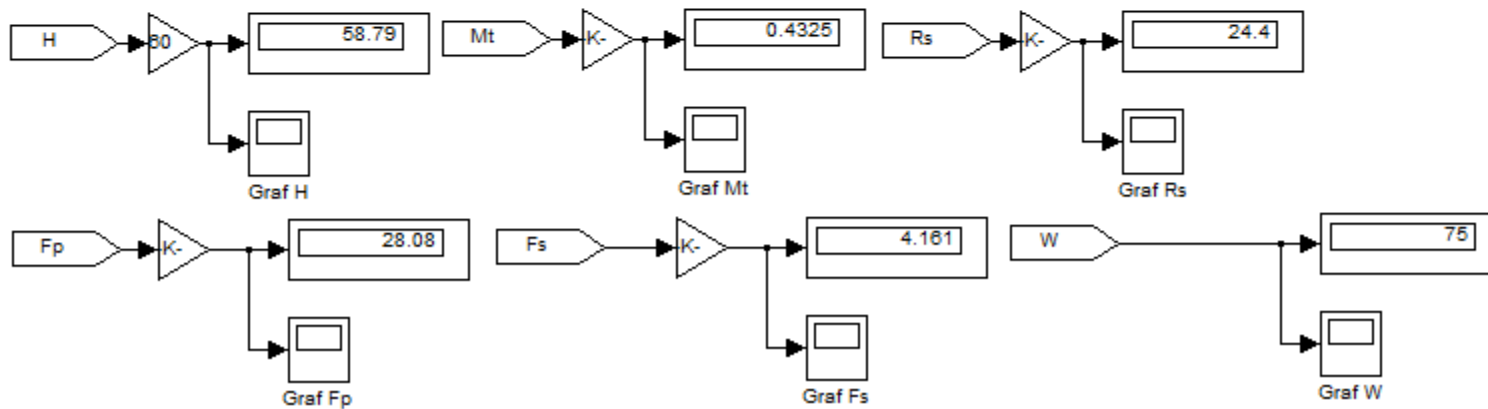 H
60
58.79
Graf H
Mt
K-
0.4325
Graf Mt
Rs
K-
24.4
Graf Rs
Fp
K-
28.08
Graf Fp
Fs
K-
4.161
Graf Fs
W
75
Graf W